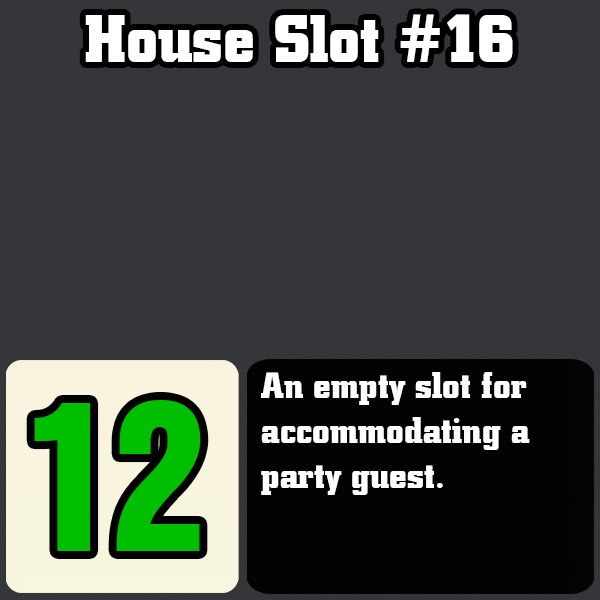 House Slot #16
12
An empty slot for
accommodating a
party guest.